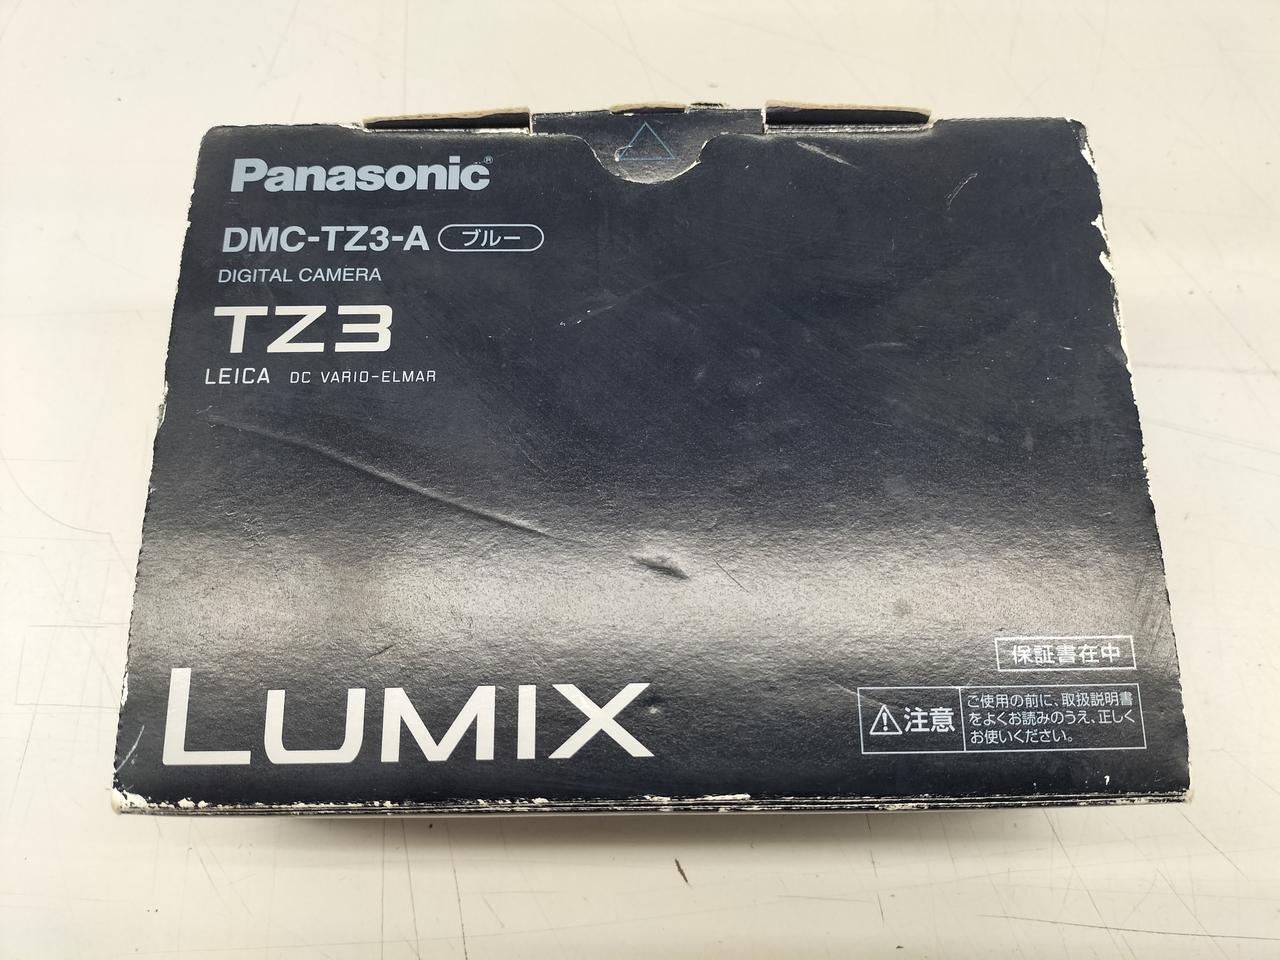 Panasonic®
DMC-TZ3-A ブルー
DIGITAL CAMERA
TZ3
LEICA DC VARIO-ELMAR
LUMIX
保証書在中
注意
ご使用の前に、取扱説明書
をよくお読みのうえ、正しく
お使いください。